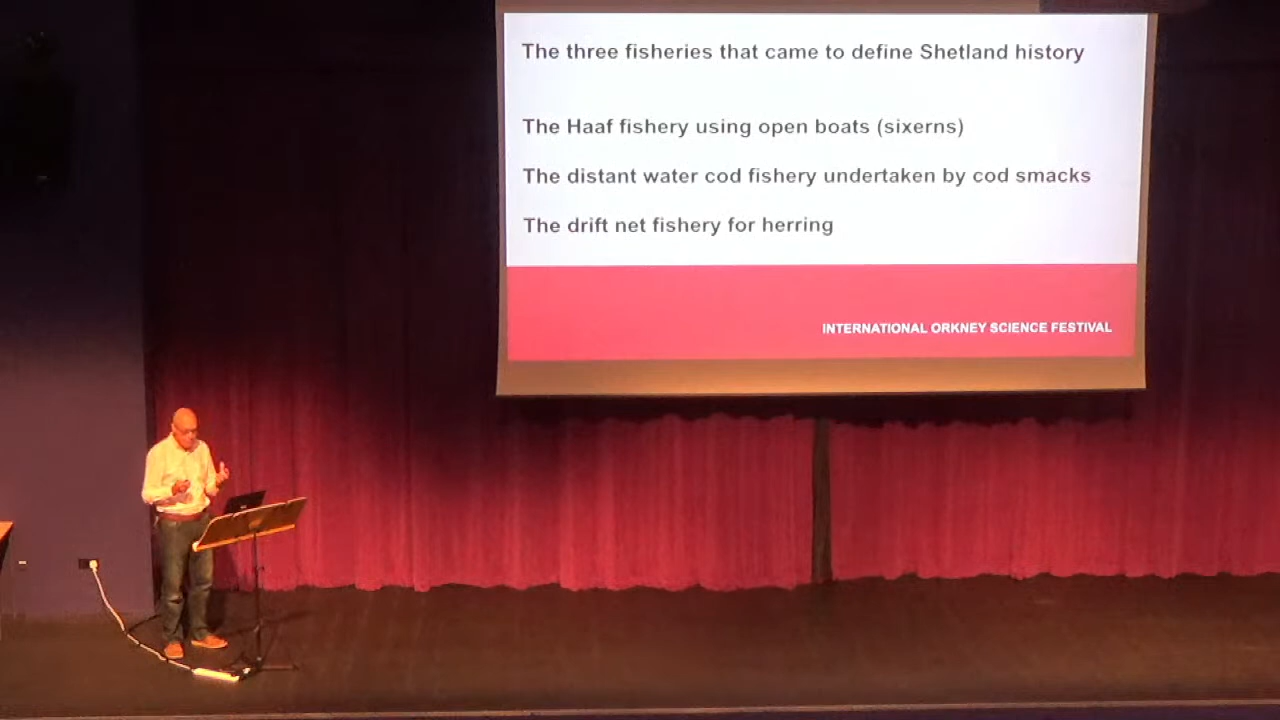 The three fisheries that came to define Shetland history
The Haaf fishery using open boats (sixerns)
The distant water cod fishery undertaken by cod smacks
The drift net fishery for herring
INTERNATIONAL ORKNEY SCIENCE FESTIVAL